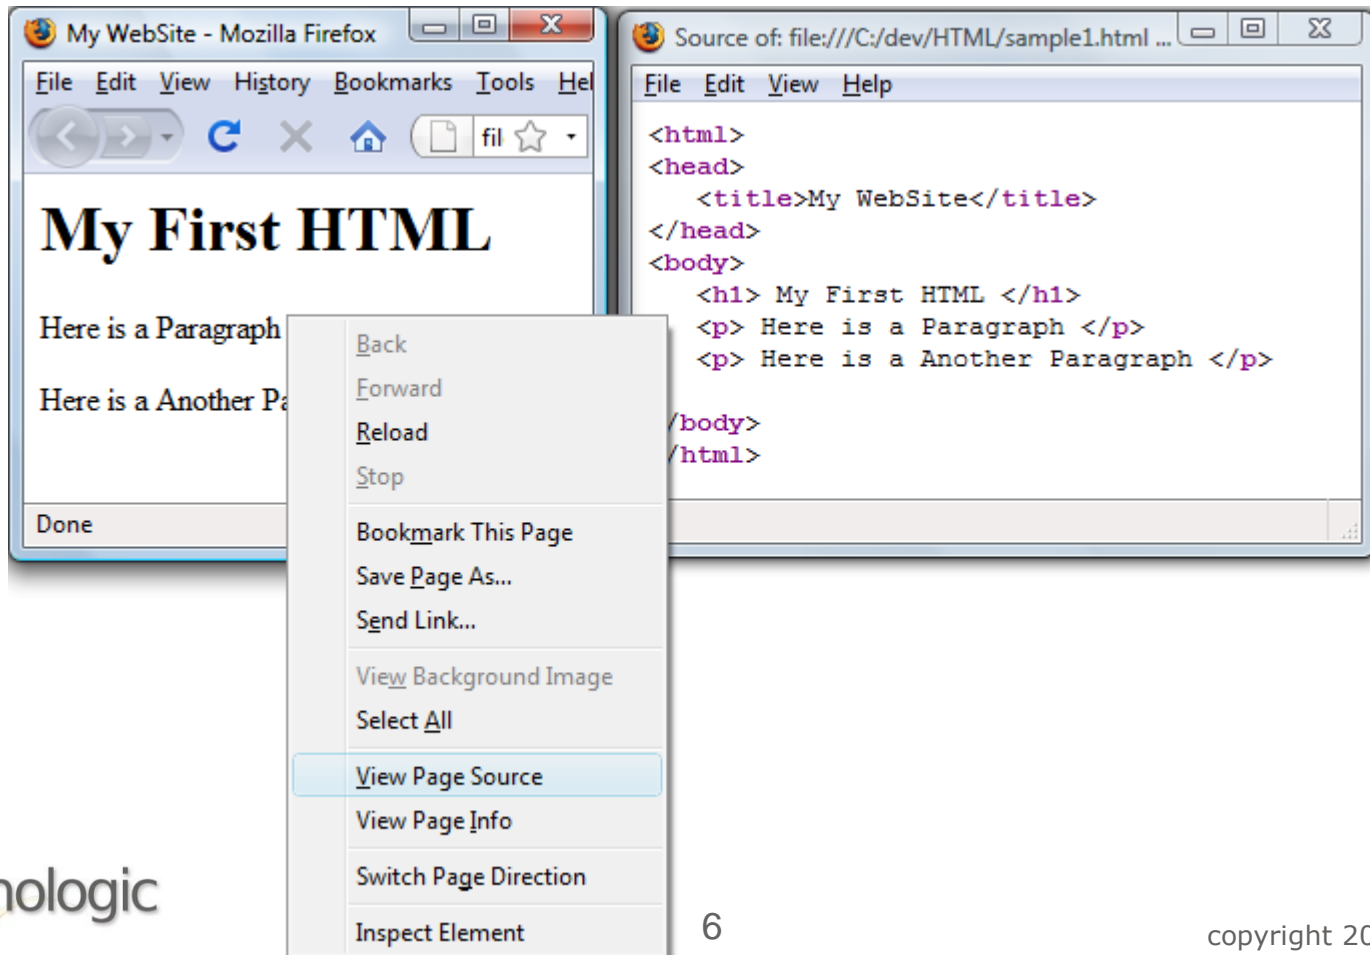 My WebSite - Mozilla Firefox
File Edit View History Bookmarks Tools Hel
fil
My First HTML
Here is a Paragraph
Here is a Another Pa
Done
Back
Forward
Reload
Stop
Bookmark This Page
Save Page As...
Send Link...
View Background Image
Select All
View Page Source
View Page Info
Switch Page Direction
Inspect Element
Source of: file:///C:/dev/HTML/sample1.html ...
File Edit View Help
<html>
<head>
<title>My WebSite</title>
</head>
<body>
<h1> My First HTML </h1>
<p> Here is a Paragraph </p>
<p> Here is a Another Paragraph </p>
/body>
/html>
nologic
6
copyright 20